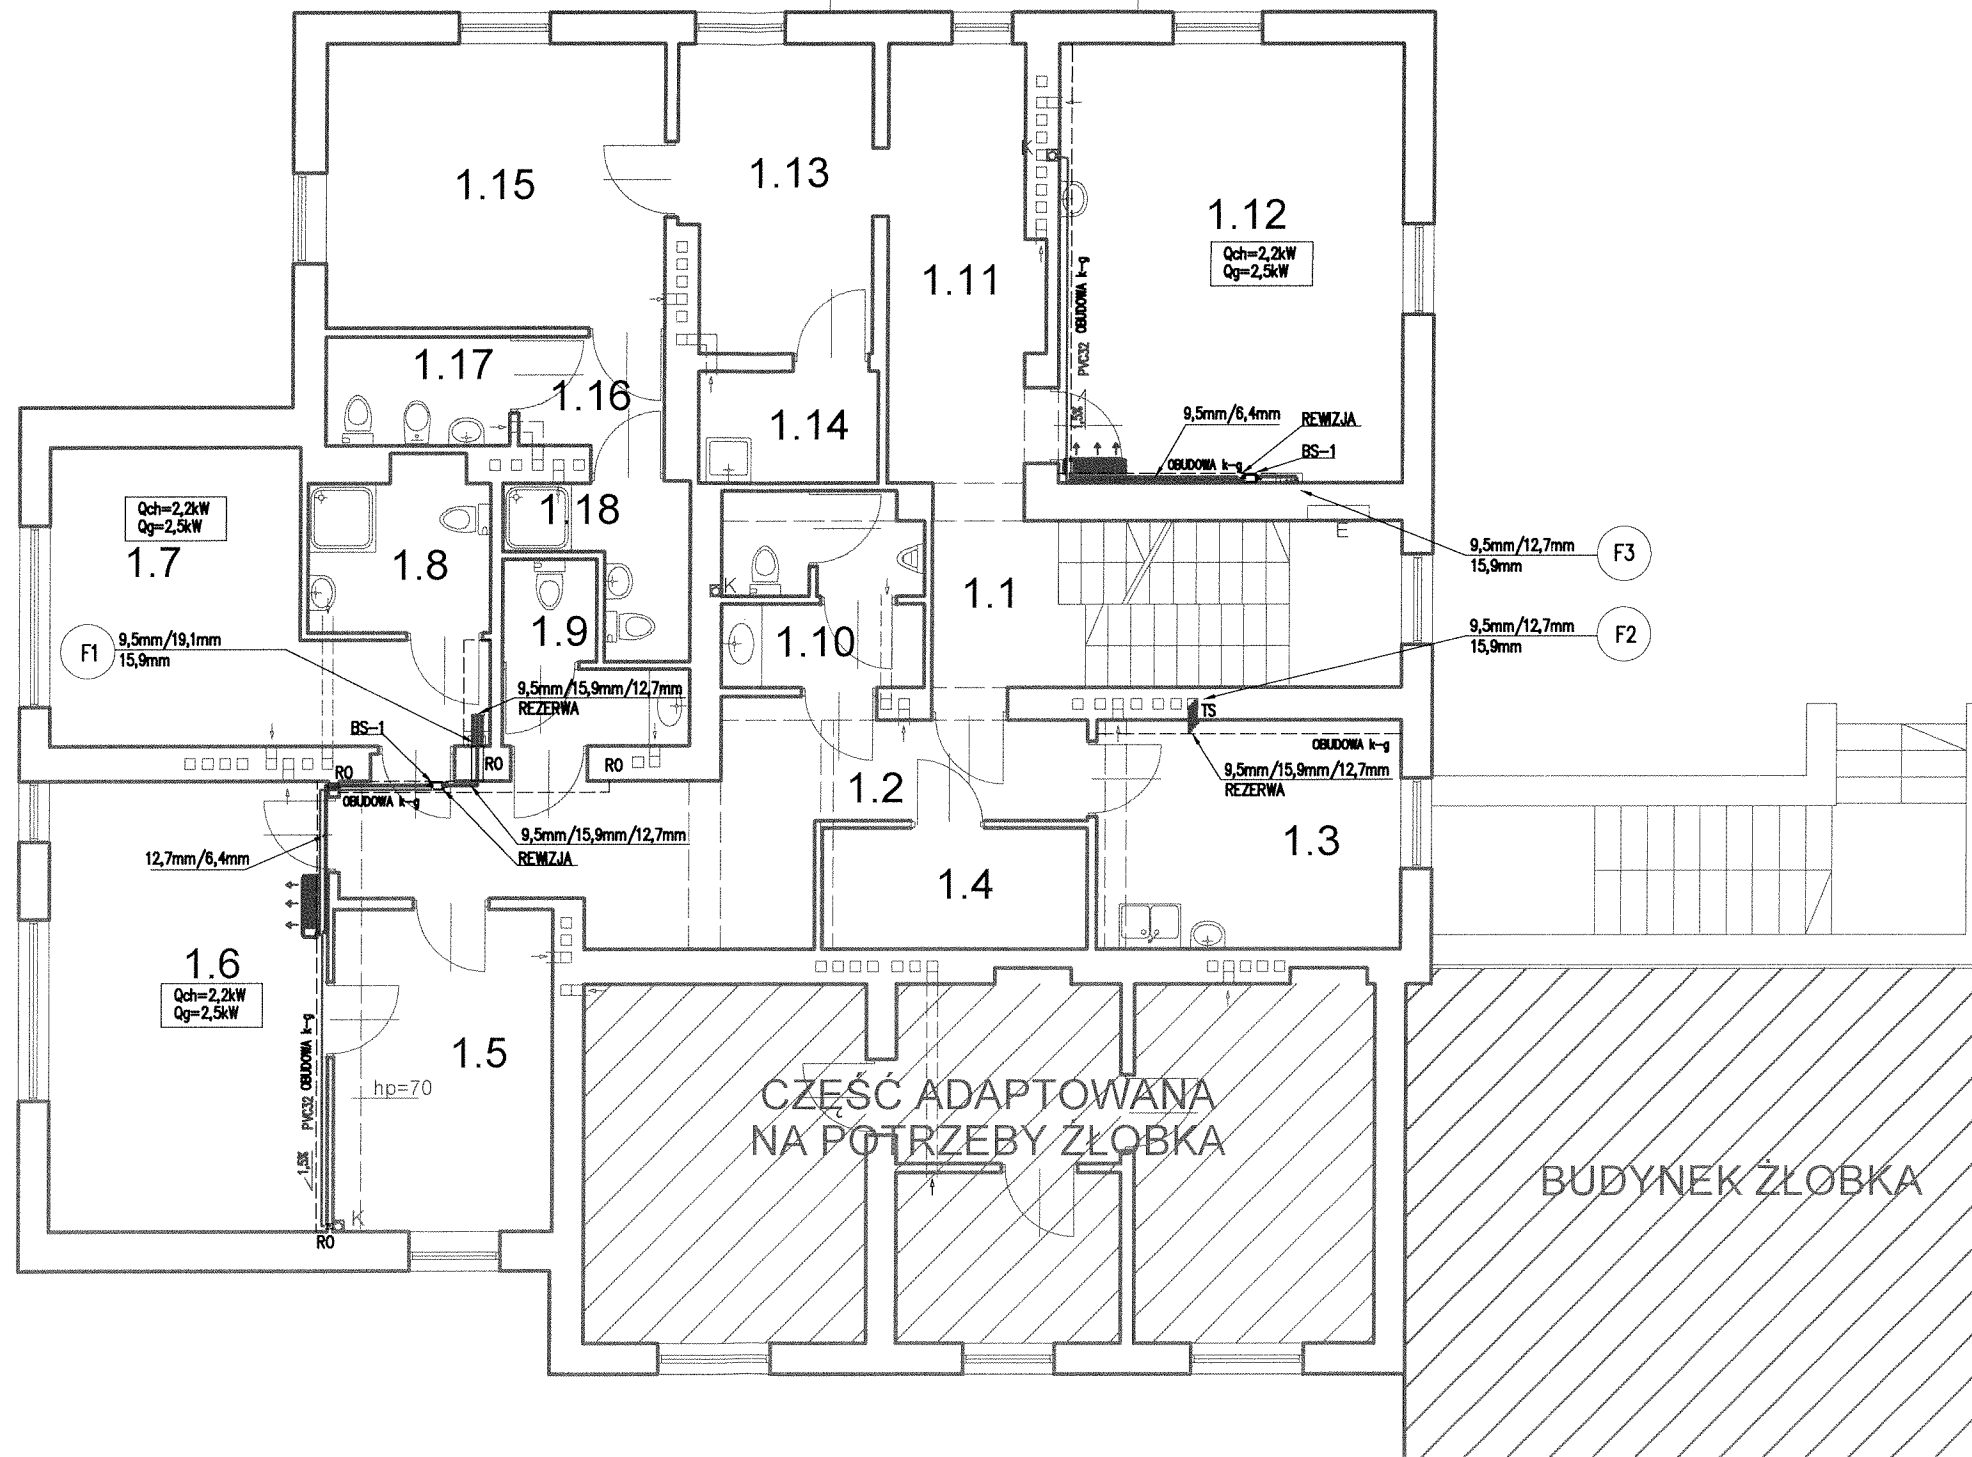 1.15
1.13
1.12
Qch=2,2kW
Qg=2,5kW
1.11
K
PVC32 OBUDOWA k-g
1,5%
1.17
1.16
1.14
9,5mm/6,4mm
REWIZJA
BS-1
OBUDOWA k-g
Qch=2,2kW
Qg=2,5kW
1.7
1.8
1.18
E
9,5mm/12,7mm
15,9mm
F3
K
1.1
1.9
1.10
F1
9,5mm/19,1mm
15,9mm
9,5mm/12,7mm
15,9mm
F2
9,5mm/15,9mm/12,7mm
REZERWA
TS
BS-1
OBUDOWA k-g
RO
RO
RO
9,5mm/15,9mm/12,7mm
REZERWA
1.2
OBUDOWA k-g
9,5mm/15,9mm/12,7mm
REWIZJA
12,7mm/6,4mm
1.3
1.4
1.6
Qch=2,2kW
Qg=2,5kW
1.5
PVC32 OBUDOWA k-g
1,5%
hp=70
CZEŚĆ ADAPTOWANA
NA POTRZEBY ŻŁOBKA
BUDYNEK ŻŁOBKA
K
RO